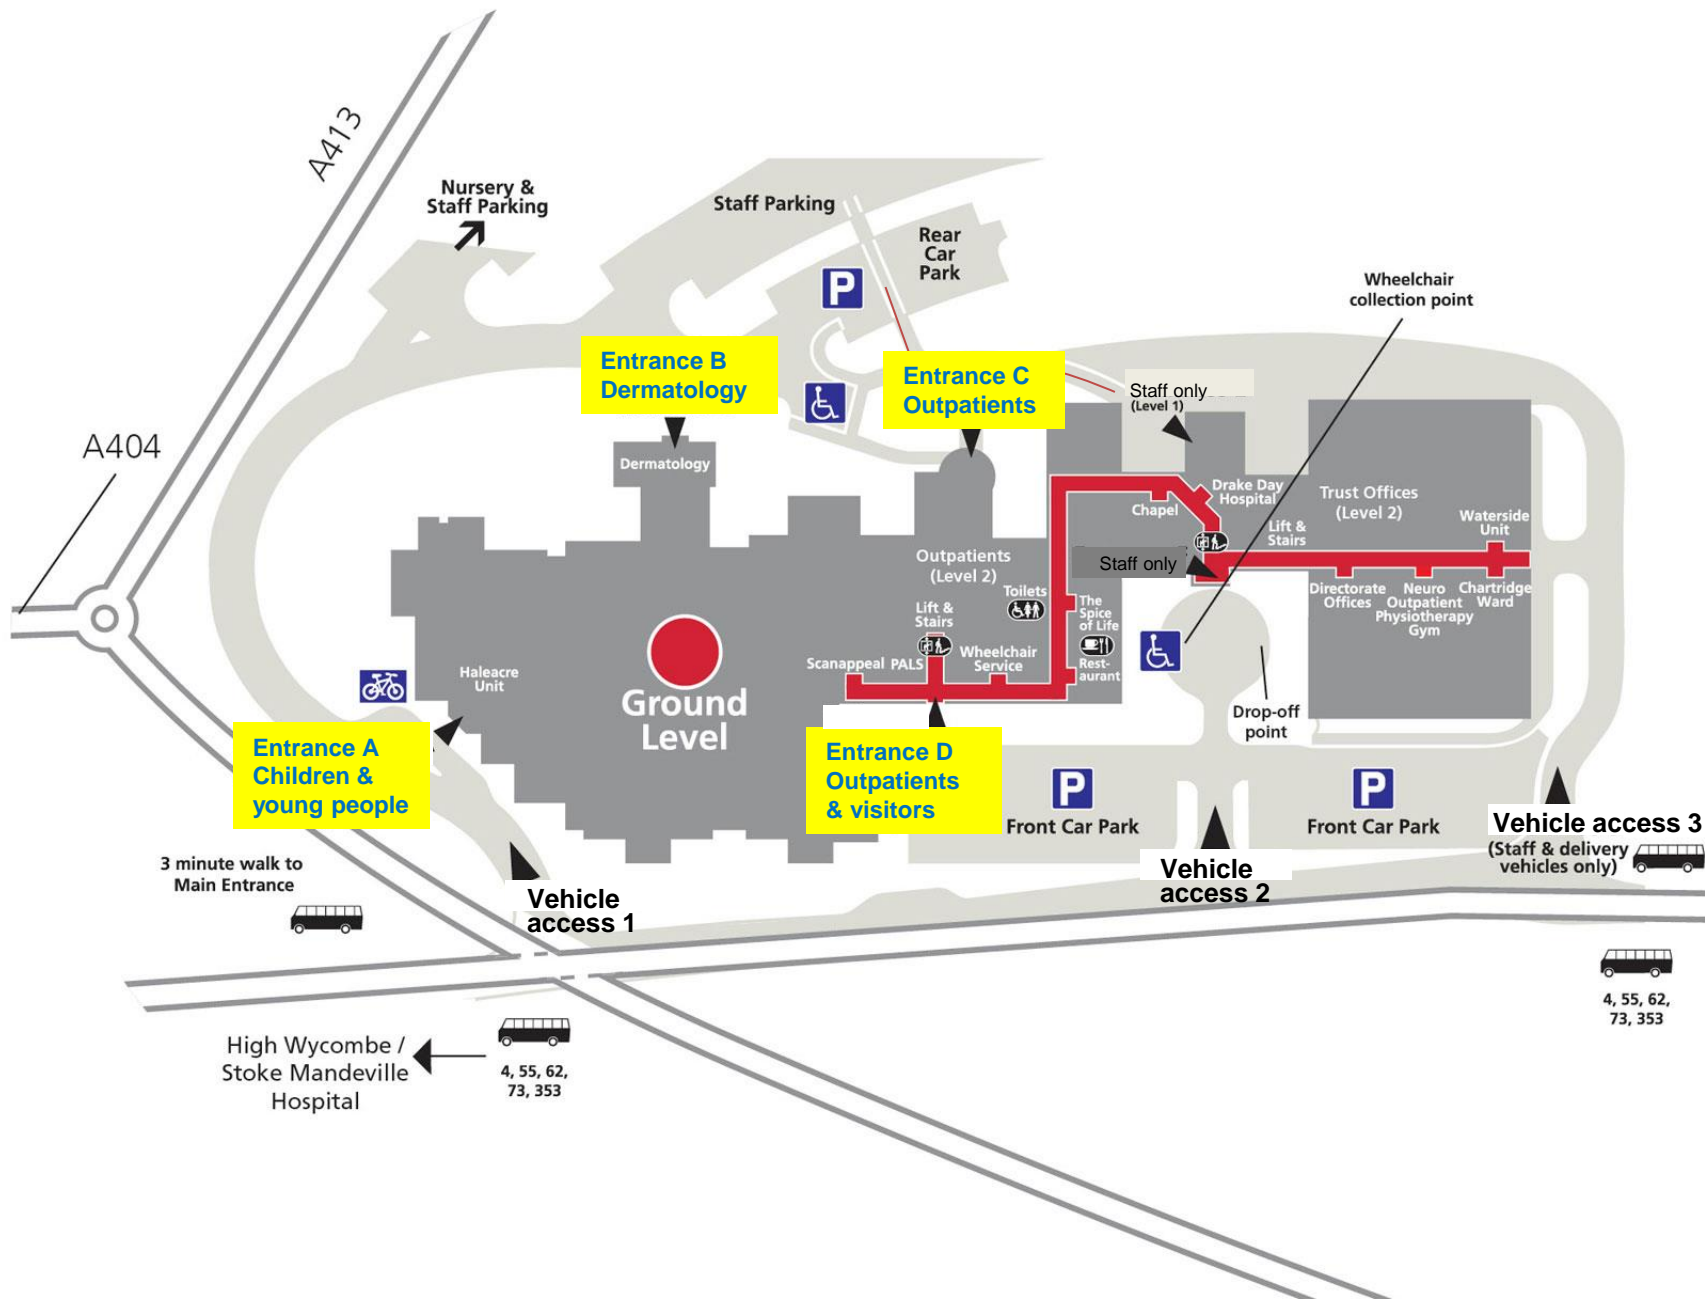 A413
Nursery &
Staff Parking
Staff Parking
Rear
Car
Park
P
Wheelchair
collection point
Entrance B
Dermatology
Entrance C
Outpatients
Staff only
(Level 1)
A404
Dermatology
Drake Day
Hospital
Chapel
Trust Offices
(Level 2)
Lift &
Stairs
Waterside
Unit
Outpatients
(Level 2)
Staff only
Toilets
Lift &
Stairs
The
Spice
of Life
Rest-
aurant
Directorate
Offices
Neuro
Outpatient
Physiotherapy
Gym
Chartridge
Ward
Scanappeal
PALS
Wheelchair
Service
Haleacre
Unit
Ground
Level
Drop-off
point
Entrance A
Children &
young people
Entrance D
Outpatients
& visitors
P
Front Car Park
P
Front Car Park
Vehicle access 3
(Staff & delivery
vehicles only)
Vehicle
access 2
3 minute walk to
Main Entrance
Vehicle
access 1
High Wycombe /
Stoke Mandeville
Hospital
4, 55, 62,
73, 353
4, 55, 62,
73, 353